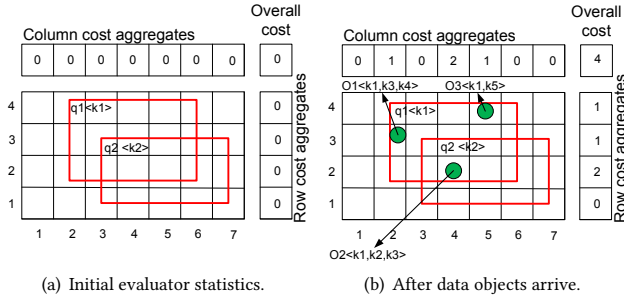 Column cost aggregates
Overall cost
0 0 0 0 0 0 0
0
4
3
2
1
q1<k1>
q2 <k2>
0
0
0
0
Row cost aggregates
1 2 3 4 5 6 7
(a) Initial evaluator statistics.
Column cost aggregates
Overall cost
0 1 0 2 1 0 0
4
O1<k1,k3,k4>
O3<k1,k5>
4
3
2
1
q1<k1>
q2 <k2>
1
1
2
0
Row cost aggregates
1 2 3 4 5 6 7
O2<k1,k2,k3>
(b) After data objects arrive.